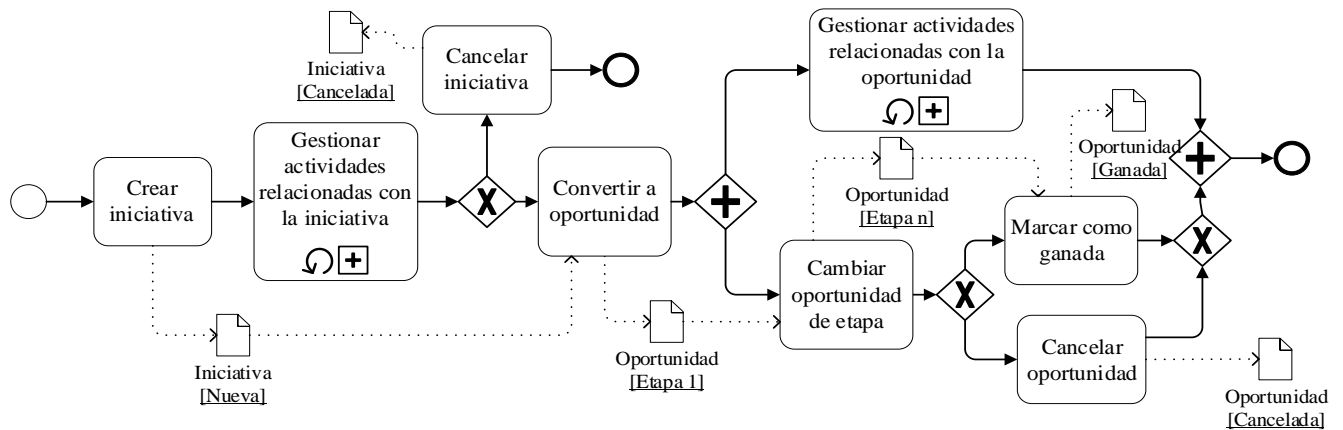 Crear
iniciativa
Iniciativa
[Nueva]
Gestionar
actividades
relacionadas con
la iniciativa
Iniciativa
[Cancelada]
Cancelar
iniciativa
X
Convertir a
oportunidad
Oportunidad
[Etapa 1]
Gestionar actividades
relacionadas con la
oportunidad
Cambiar
oportunidad
de etapa
Oportunidad
[Etapa n]
X
Marcar como
ganada
Oportunidad
[Ganada]
Cancelar
oportunidad
X
Oportunidad
[Cancelada]